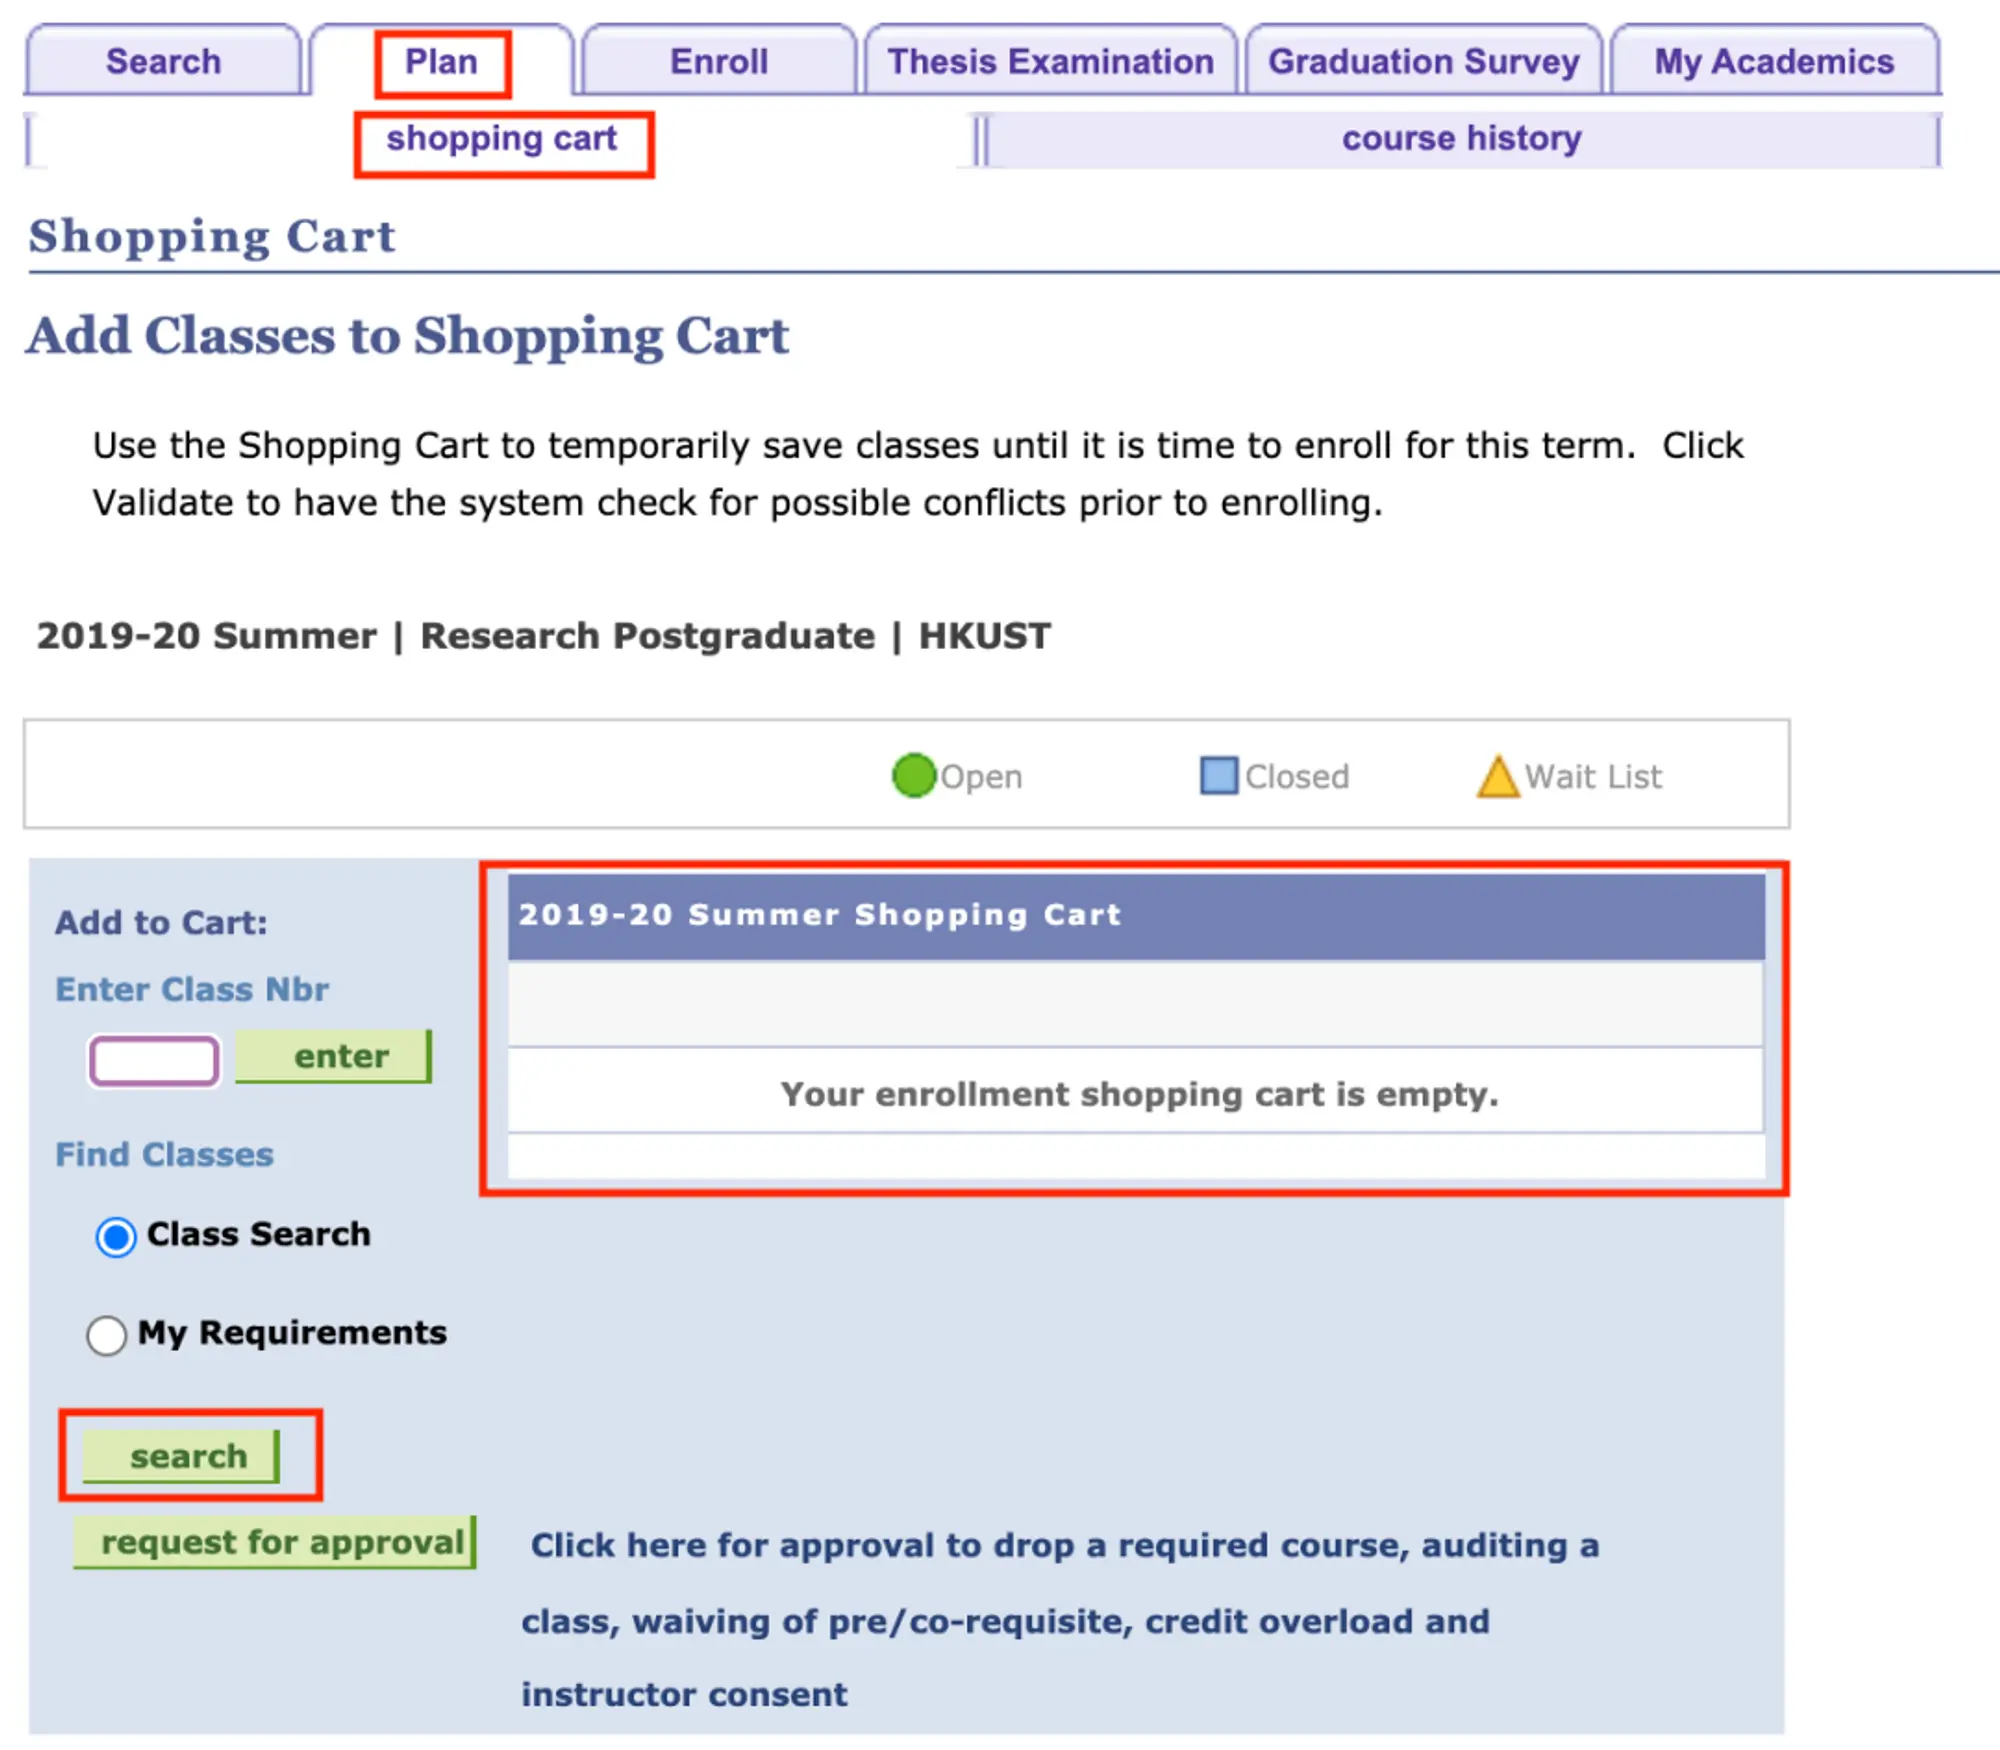 Search Plan Enroll Thesis Examination Graduation Survey My Academics
shopping cart course history
Shopping Cart
Add Classes to Shopping Cart
Use the Shopping Cart to temporarily save classes until it is time to enroll for this term.  Click
Validate to have the system check for possible conflicts prior to enrolling.
2019-20 Summer | Research Postgraduate | HKUST
Open Closed Wait List
Add to Cart:
2019-20 Summer Shopping Cart
Enter Class Nbr
enter
Your enrollment shopping cart is empty.
Find Classes
Class Search
My Requirements
search
request for approval
Click here for approval to drop a required course, auditing a
class, waiving of pre/co-requisite, credit overload and
instructor consent